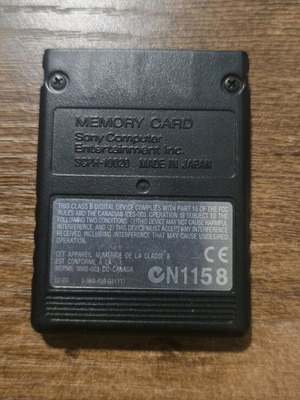 MEMORY CARD
Sony Computer
Entertainment Inc.
MADE IN JAPAN
THIS CLASS B DIGITAL DEVICE COMPLIES WITH PART 15 OF THE FCC
RULES AND THE CANADIAN ICES-003. OPERATION IS SUBJECT TO THE
FOLLOWING TWO CONDITIONS: (1)THIS DEVICE MAY NOT CAUSE HARMFUL
INTERFERENCE, AND (2) THIS DEVICE MUST ACCEPT ANY INTERFERENCE
RECEIVED, INCLUDING INTERFERENCE THAT MAY CAUSE UNDESIRED
OPERATION.
CET APPAREIL NUMÉRIQUE DE LA CLASSE B
EST CONFORME À LA
NORME NMB-003 DU CANADA.
CE
N1158